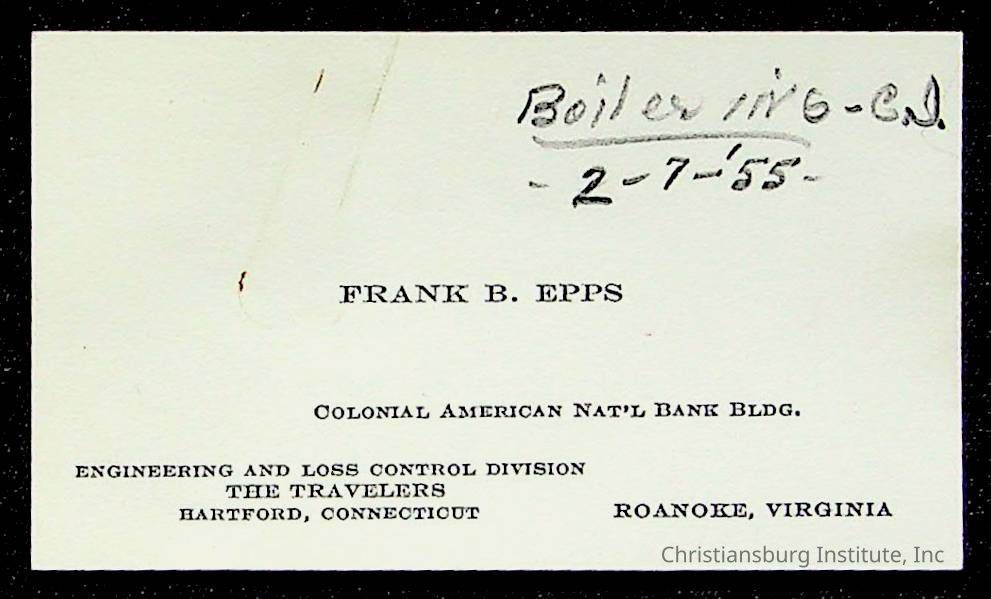 Boiler INS - C.I.
- 2 - 7 - '55 -
FRANK B. EPPS
COLONIAL AMERICAN NAT'L BANK BLDG.
ENGINEERING AND LOSS CONTROL DIVISION
THE TRAVELERS
HARTFORD, CONNECTICUT
ROANOKE, VIRGINIA
Christiansburg Institute, Inc